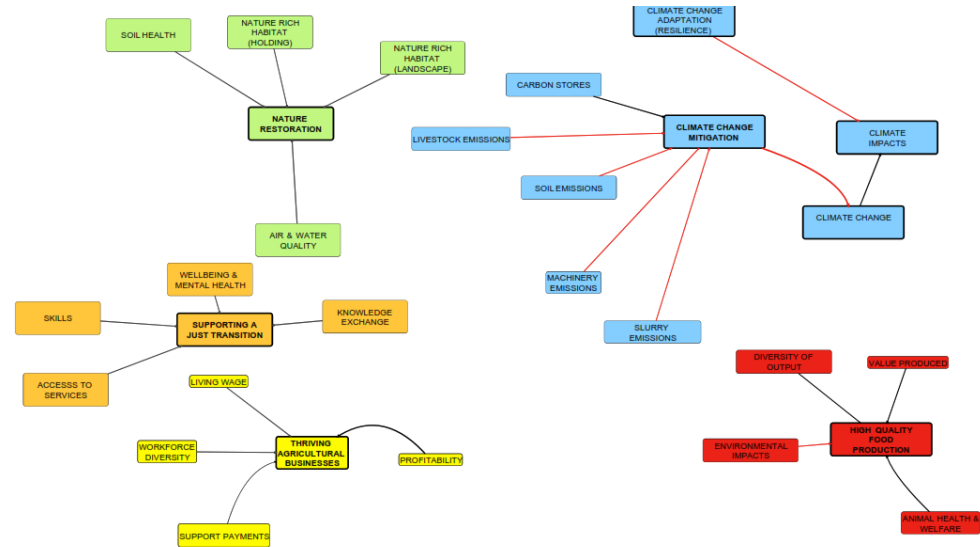 SOIL HEALTH
NATURE RICH
HABITAT
(HOLDING)
NATURE RICH
HABITAT
(LANDSCAPE)
NATURE
RESTORATION
AIR & WATER
QUALITY
CLIMATE CHANGE
ADAPTATION
(RESILIENCE)
CARBON STORES
LIVESTOCK EMISSIONS
CLIMATE CHANGE
MITIGATION
CLIMATE
IMPACTS
SOIL EMISSIONS
CLIMATE CHANGE
MACHINERY
EMISSIONS
SLURRY
EMISSIONS
WELLBEING &
MENTAL HEALTH
SKILLS
SUPPORTING A
JUST TRANSITION
KNOWLEDGE
EXCHANGE
ACCESSS TO
SERVICES
LIVING WAGE
WORKFORCE
DIVERSITY
THRIVING
AGRICULTURAL
BUSINESSES
PROFITABILITY
SUPPORT PAYMENTS
DIVERSITY OF
OUTPUT
VALUE PRODUCED
ENVIRONMENTAL
IMPACTS
HIGH QUALITY
FOOD
PRODUCTION
ANIMAL HEALTH &
WELFARE